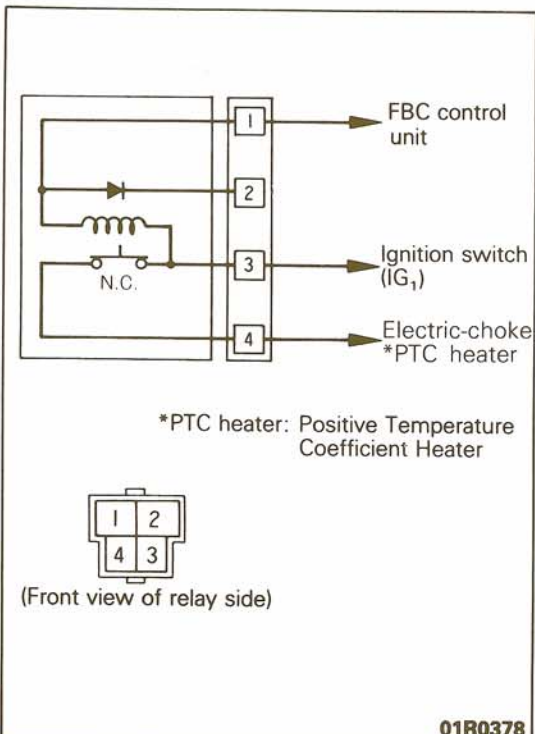 1
FBC control
unit
2
3
Ignition switch
(IG₁)
N.C.
4
Electric-choke
*PTC heater
*PTC heater: Positive Temperature
Coefficient Heater
1 2
4 3
(Front view of relay side)
01R0378